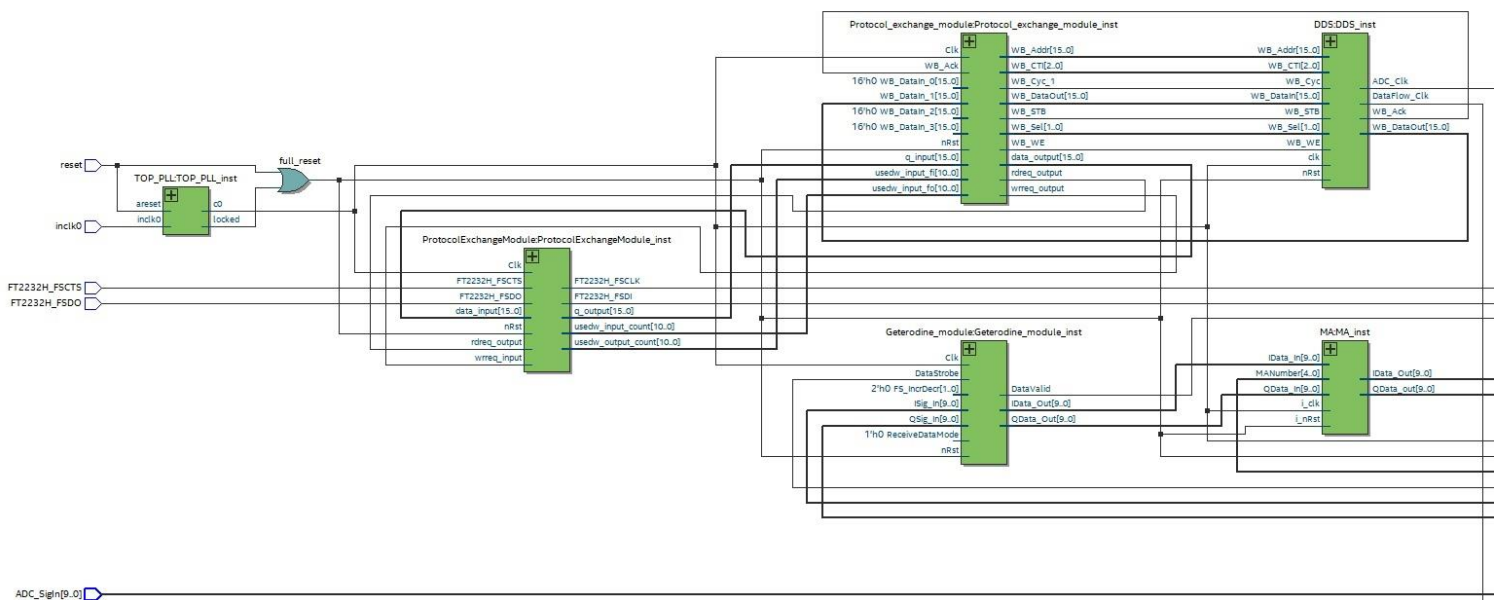 Protocol_exchange_module:Protocol_exchange_module_inst
Clk
WB_Ack
16'h0 WB_DataIn_0[15..0]
WB_DataIn_1[15..0]
16'h0 WB_DataIn_2[15..0]
16'h0 WB_DataIn_3[15..0]
nRst
q_input[15..0]
usedw_input_fi[10..0]
usedw_input_fo[10..0]
WB_Addr[15..0]
WB_CTI[2..0]
WB_Cyc_1
WB_DataOut[15..0]
WB_STB
WB_Sel[1..0]
WB_WE
data_output[15..0]
rdreq_output
wrreq_output
DDS:DDS_inst
WB_Addr[15..0]
WB_CTI[2..0]
WB_Cyc
WB_DataIn[15..0]
WB_STB
WB_Sel[1..0]
WB_WE
clk
nRst
ADC_Clk
DataFlow_Clk
WB_Ack
WB_DataOut[15..0]
reset
full_reset
TOP_PLL:TOP_PLL_inst
areset
inclk0
c0
locked
inclk0
ProtocolExchangeModule:ProtocolExchangeModule_inst
Clk
FT2232H_FSCTS
FT2232H_FSDO
data_input[15..0]
nRst
rdreq_output
wrreq_input
FT2232H_FSCLK
FT2232H_FSDI
q_output[15..0]
usedw_input_count[10..0]
usedw_output_count[10..0]
FT2232H_FSCTS
FT2232H_FSDO
Geterodine_module:Geterodine_module_inst
Clk
DataStrobe
2'h0 FS_IncrDecr[1..0]
ISig_In[9..0]
QSig_In[9..0]
1'h0 ReceiveDataMode
nRst
DataValid
IData_Out[9..0]
QData_Out[9..0]
MA:MA_inst
IData_In[9..0]
MANumber[4..0]
QData_In[9..0]
i_clk
i_nRst
IData_Out[9..0]
QData_out[9..0]
ADC_SigIn[9..0]